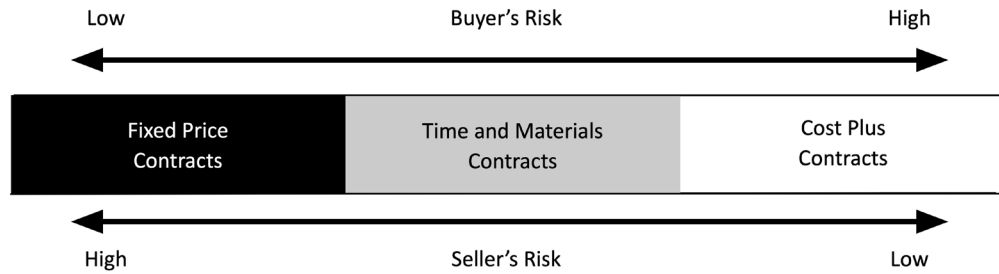 Low Buyer’s Risk High
Fixed Price Time and Materials Cost Plus
Contracts Contracts Contracts
High Seller’s Risk Low